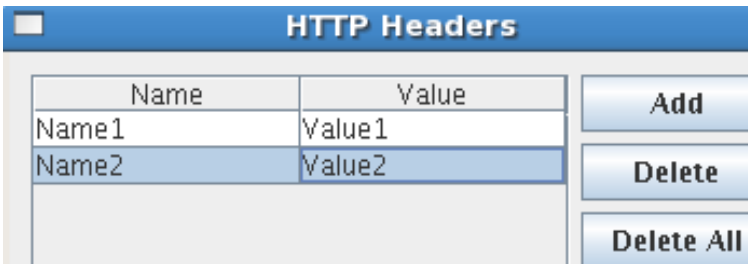 HTTP Headers
Name Value
Name1 Value1
Name2 Value2
Add
Delete
Delete All